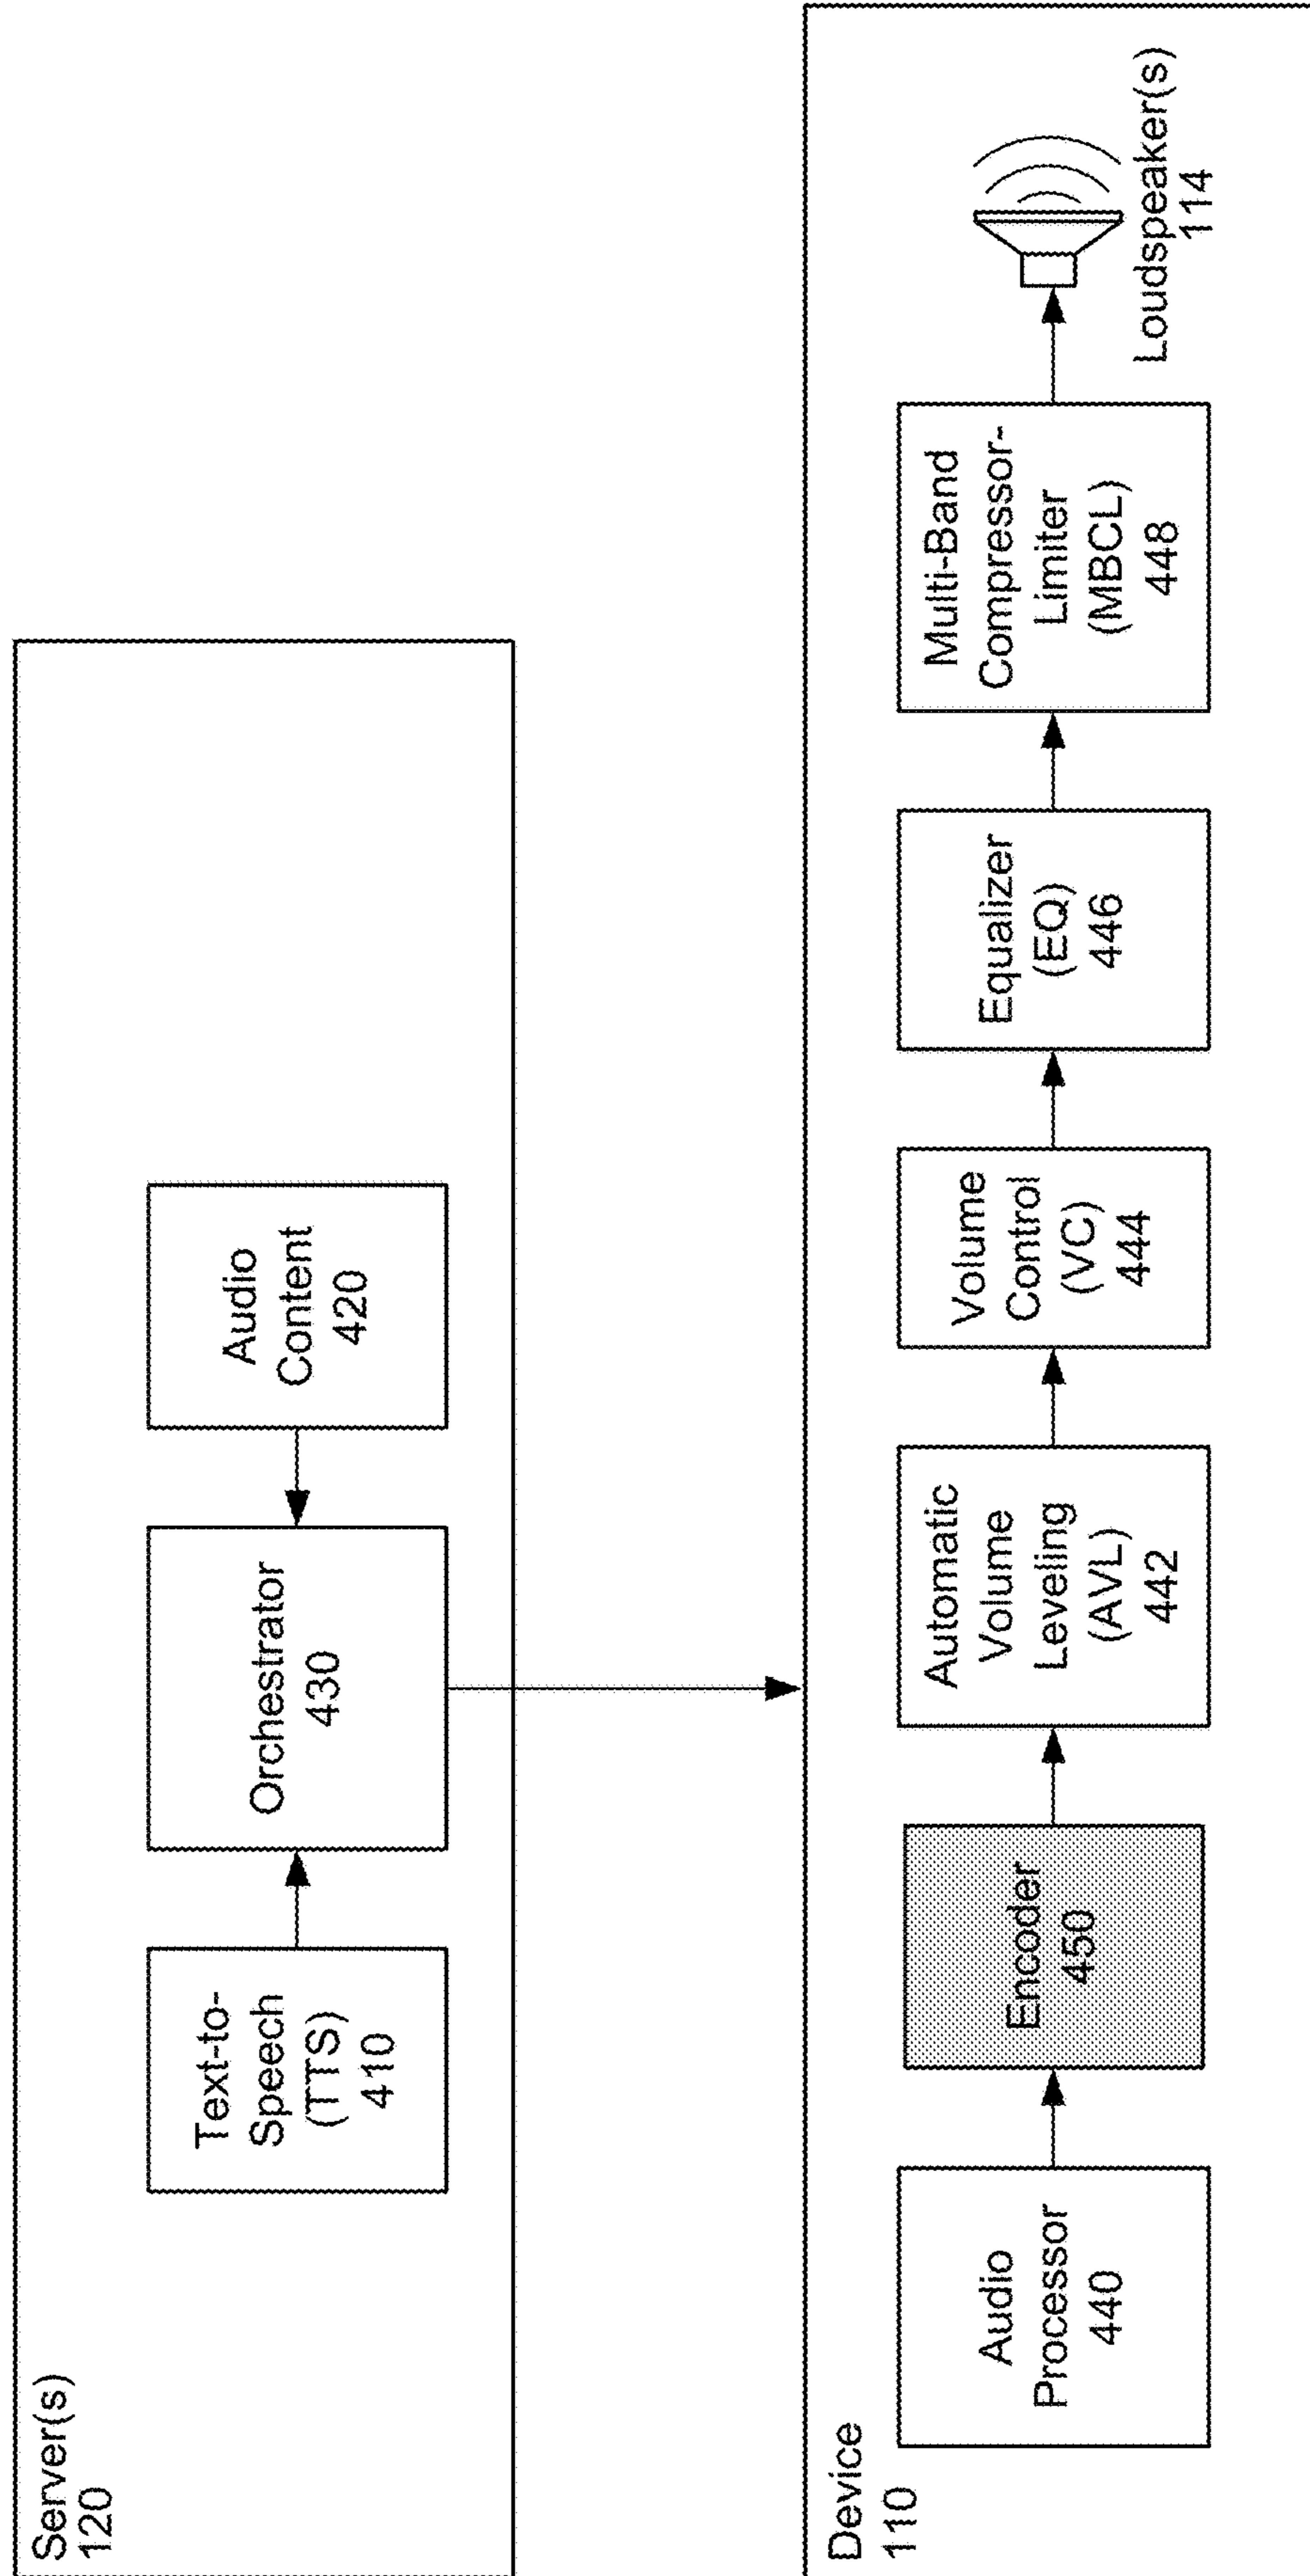 Server(s)
120
Text-to-
Speech
(TTS)
410
Orchestrator
430
Audio
Content
420
Device
110
Audio
Processor
440
Encoder
450
Automatic
Volume
Leveling
(AVL)
442
Volume
Control
(VC)
444
Equalizer
(EQ)
446
Multi-Band
Compressor-
Limiter
(MBCL)
448
Loudspeaker(s)
114